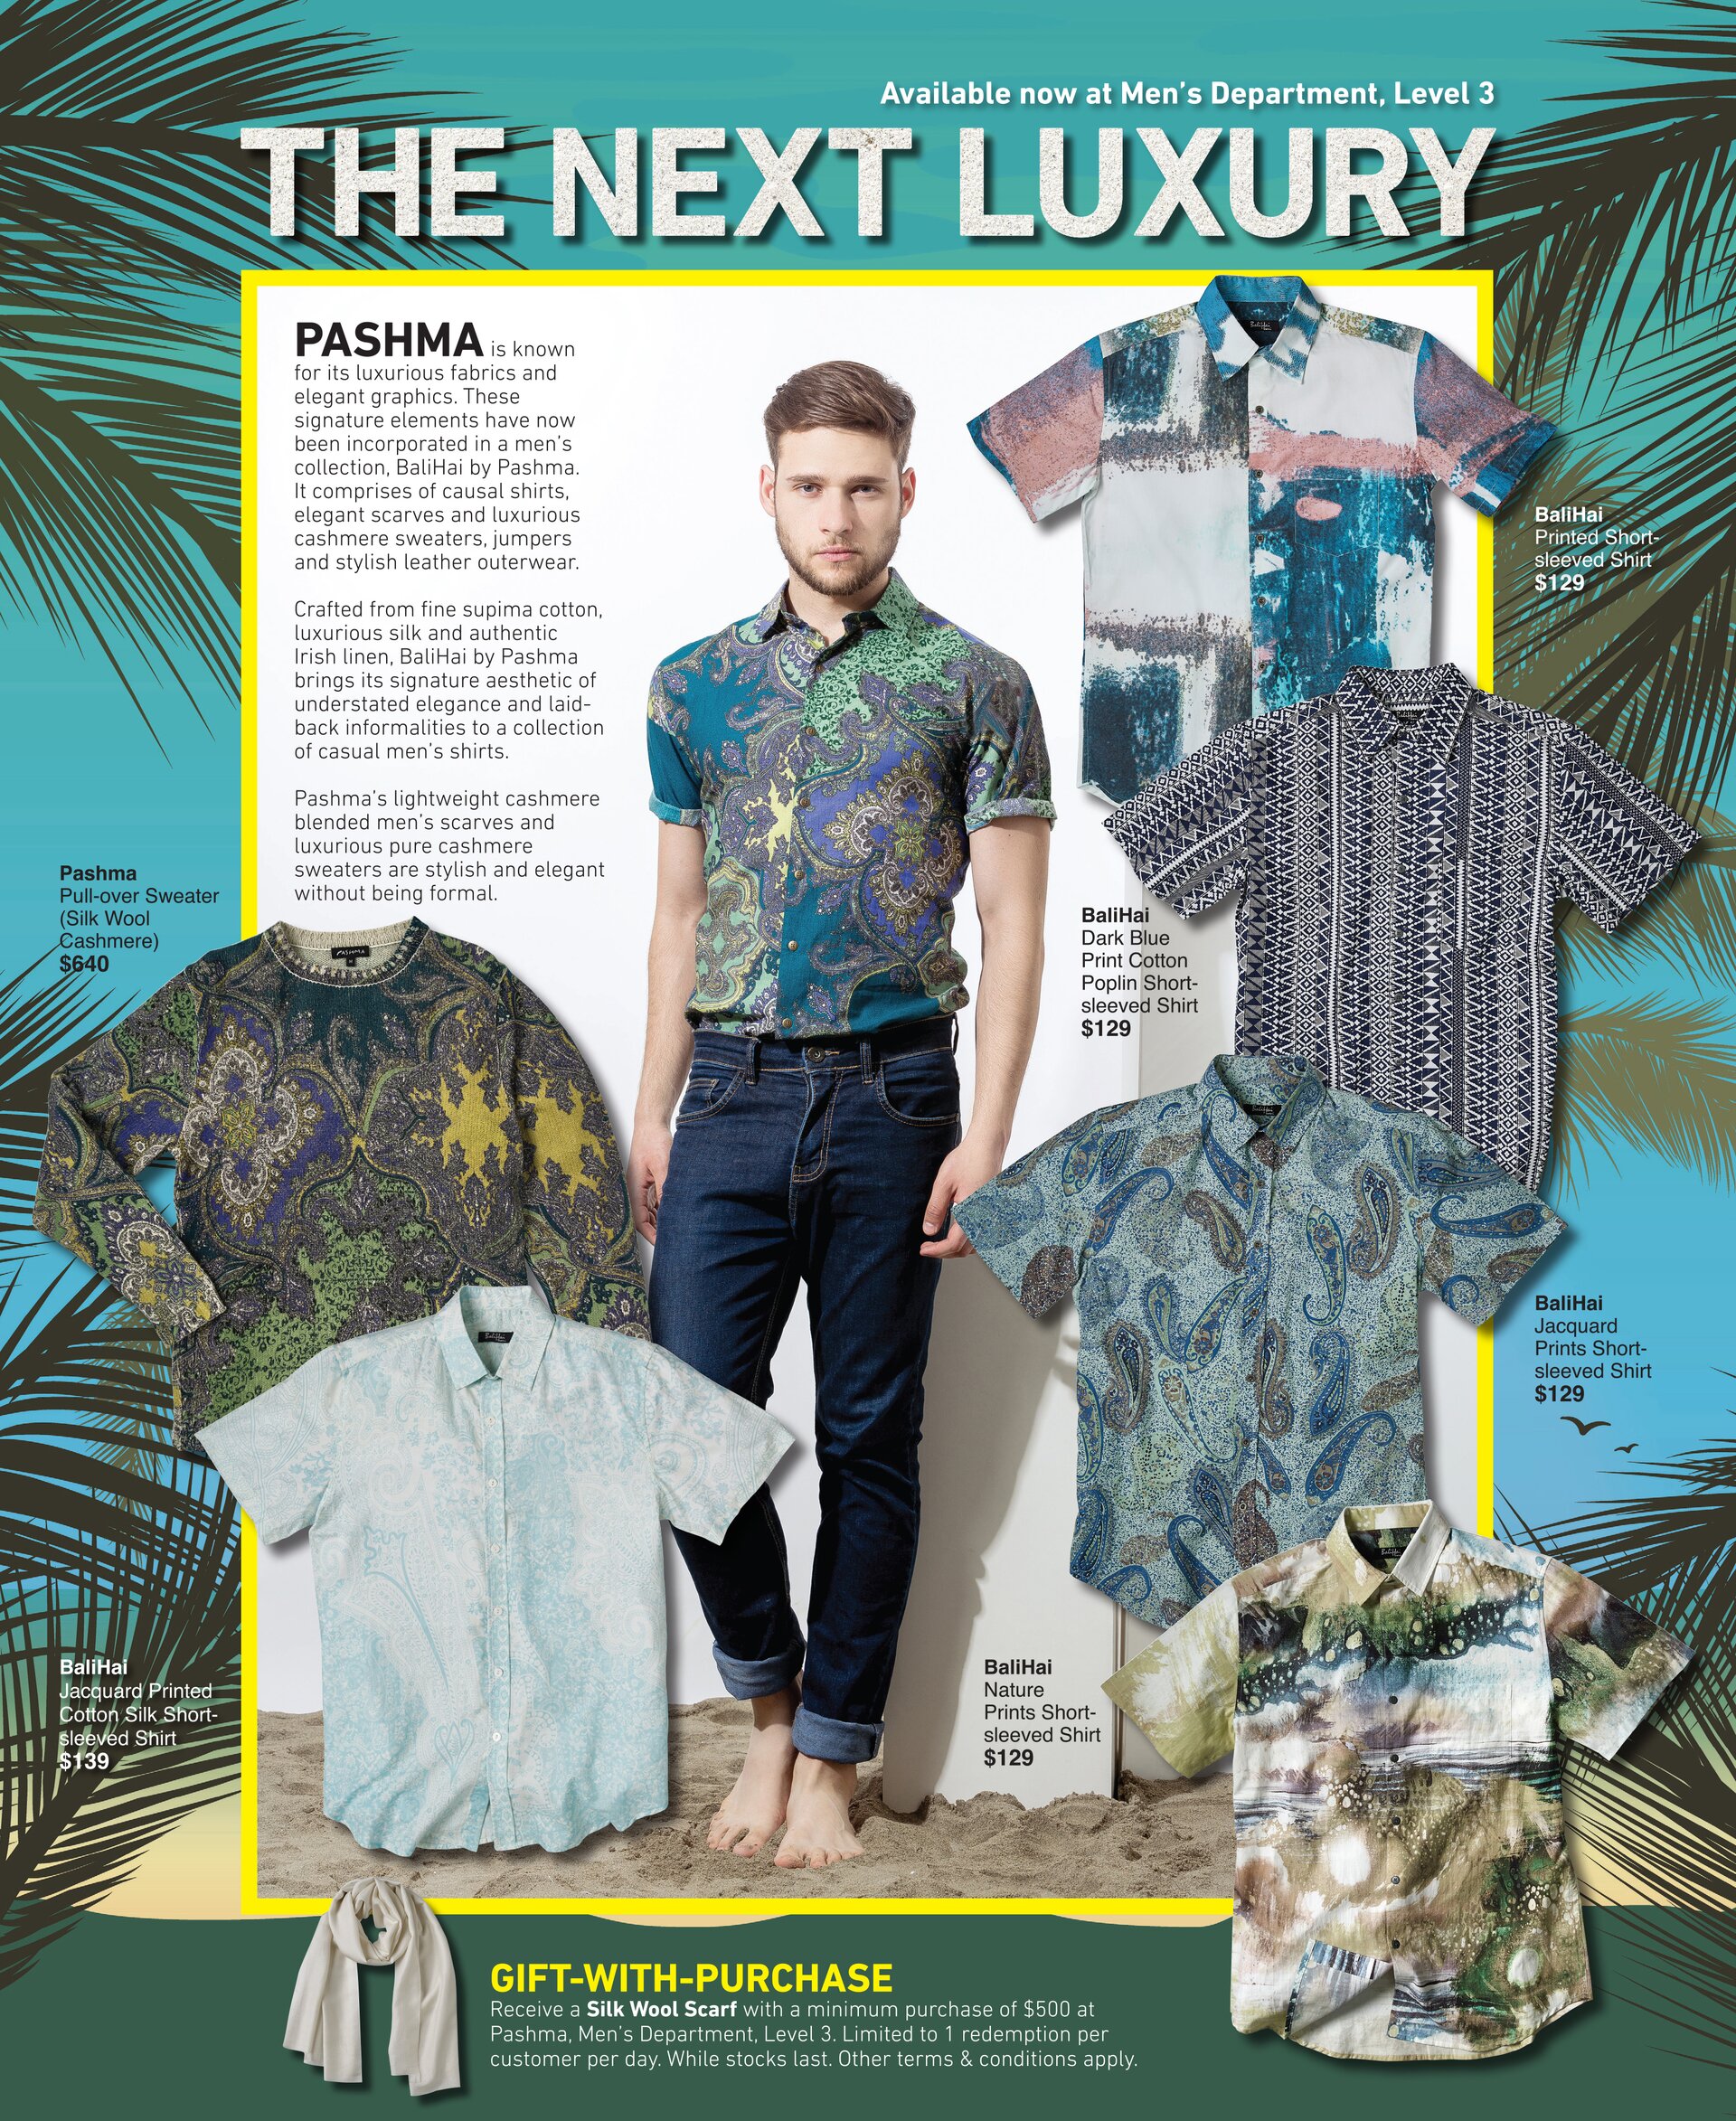 Available now at Men's Department, Level 3
THE NEXT LUXURY
PASHMA is known
for its luxurious fabrics and
elegant graphics. These
signature elements have now
been incorporated in a men's
collection, BaliHai by Pashma.
It comprises of causal shirts,
elegant scarves and luxurious
cashmere sweaters, jumpers
and stylish leather outerwear.
Crafted from fine supima cotton,
luxurious silk and authentic
Irish linen, BaliHai by Pashma
brings its signature aesthetic of
understated elegance and laid-
back informalities to a collection
of casual men's shirts.
Pashma's lightweight cashmere
blended men's scarves and
luxurious pure cashmere
sweaters are stylish and elegant
without being formal.
BaliHai
Printed Short-
sleeved Shirt
$129
Pashma
Pull-over Sweater
(Silk Wool
Cashmere)
$640
PASHMA
BaliHai
Dark Blue
Print Cotton
Poplin Short-
sleeved Shirt
$129
BaliHai
Jacquard
Prints Short-
sleeved Shirt
$129
BaliHai
BaliHai
Jacquard Printed
Cotton Silk Short-
sleeved Shirt
$139
BaliHai
Nature
Prints Short-
sleeved Shirt
$129
GIFT-WITH-PURCHASE
Receive a Silk Wool Scarf with a minimum purchase of $500 at
Pashma, Men's Department, Level 3. Limited to 1 redemption per
customer per day. While stocks last. Other terms & conditions apply.